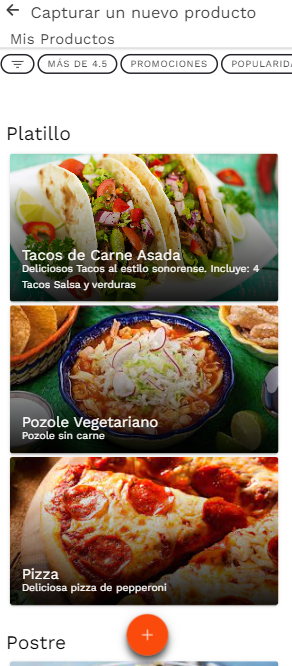 Capturar un nuevo producto
Mis Productos
MÁS DE 4.5
PROMOCIONES
POPULARIDA
Platillo
Tacos de Carne Asada
Deliciosos Tacos al estilo sonorense. Incluye: 4
Tacos Salsa y verduras
Pozole Vegetariano
Pozole sin carne
Pizza
Deliciosa pizza de pepperoni
Postre